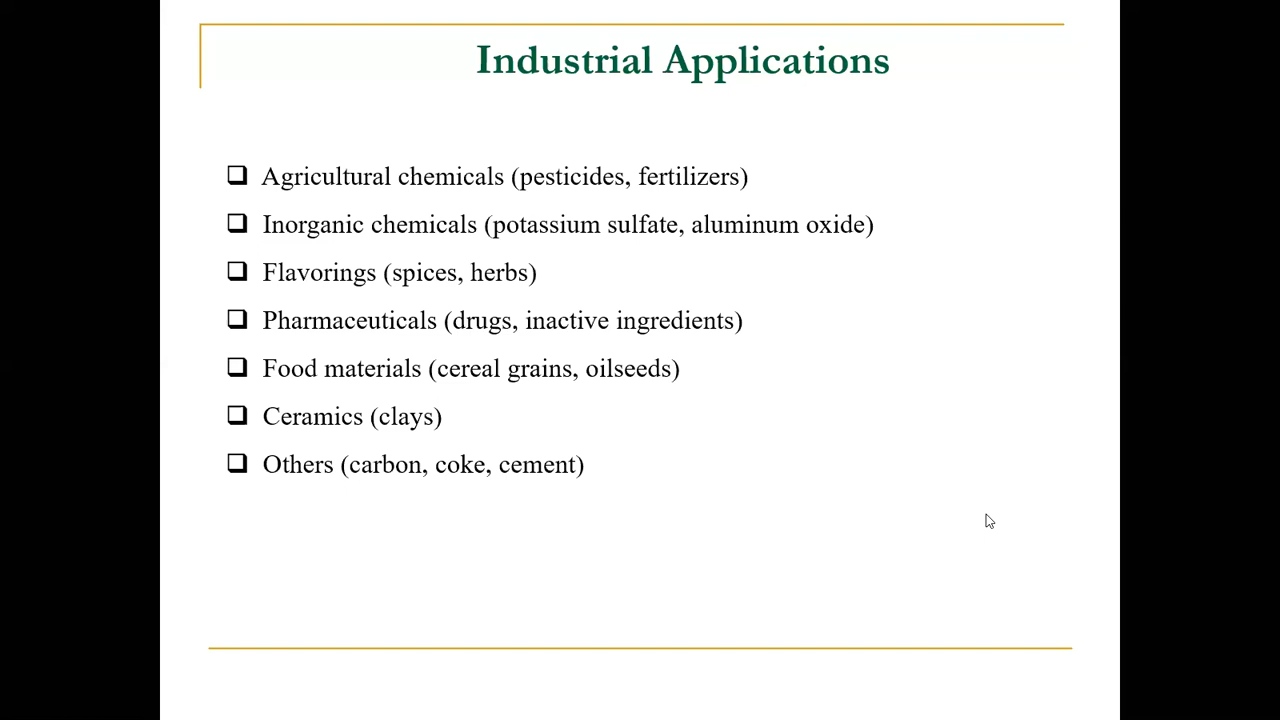 Industrial Applications
Agricultural chemicals (pesticides, fertilizers)
Inorganic chemicals (potassium sulfate, aluminum oxide)
Flavorings (spices, herbs)
Pharmaceuticals (drugs, inactive ingredients)
Food materials (cereal grains, oilseeds)
Ceramics (clays)
Others (carbon, coke, cement)